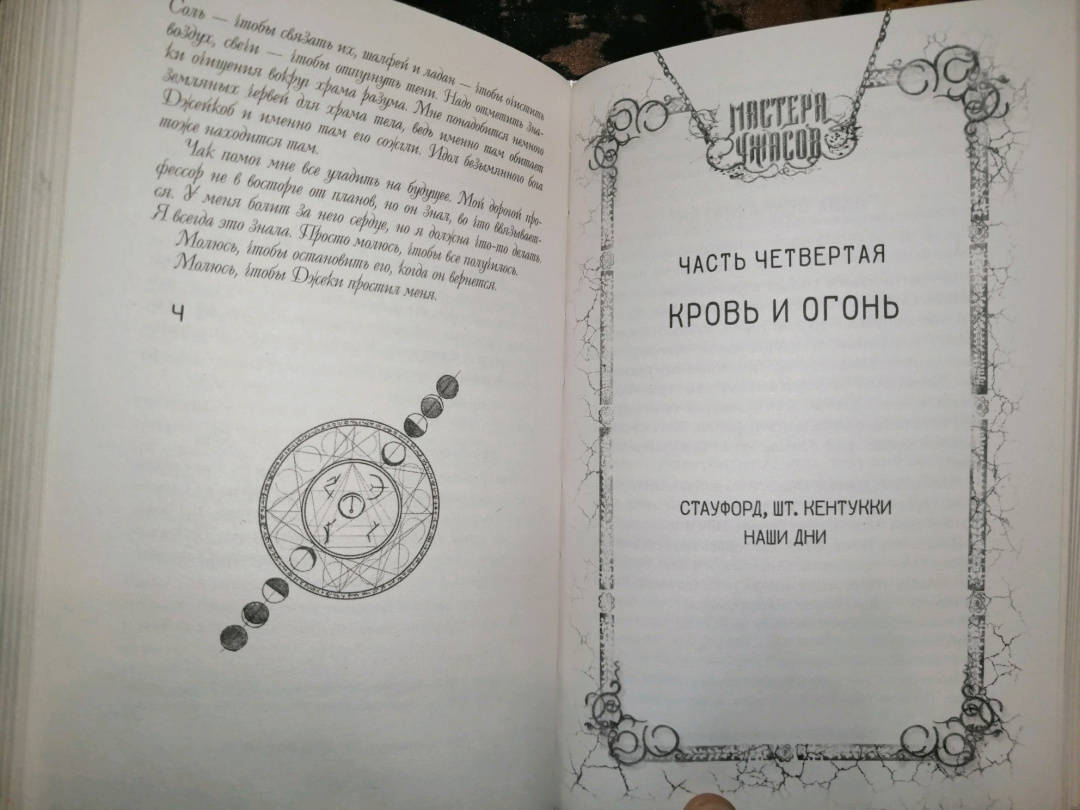 Соль — чтобы связать их, шалфей и ладан — чтобы очистить
воздух, свечи — чтобы отпугнуть тени. Надо отметить зна-
ки очищения вокруг храма разума. Мне понадобится немного
земляных червей для храма тела, ведь именно там обитает
Джейкоб и именно там его сожгли. Идол безымянного бога
тоже находится там.
Чак помог мне все уладить на будущее. Мой дорогой про-
фессор не в восторге от планов, но он знал, во что ввязывает-
ся. У меня болит за него сердце, но я должна что-то делать.
Я всегда это знала. Просто молюсь, чтобы все получилось.
Молюсь, чтобы остановить его, когда он вернется.
Молюсь, чтобы Джеки простил меня.
Ч
МАСТЕРА
УЖАСОВ
ЧАСТЬ ЧЕТВЕРТАЯ
КРОВЬ И ОГОНЬ
СТАУФОРД, ШТ. КЕНТУККИ
НАШИ ДНИ